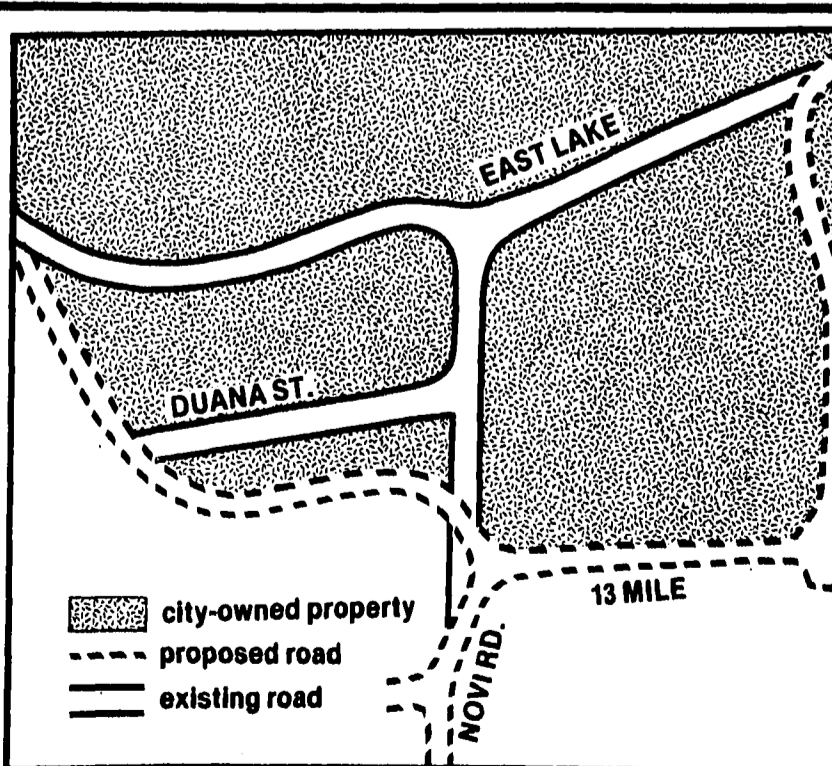 EAST LAKE
DUANA ST.
13 MILE
NOVI RD.
city-owned property
proposed road
existing road